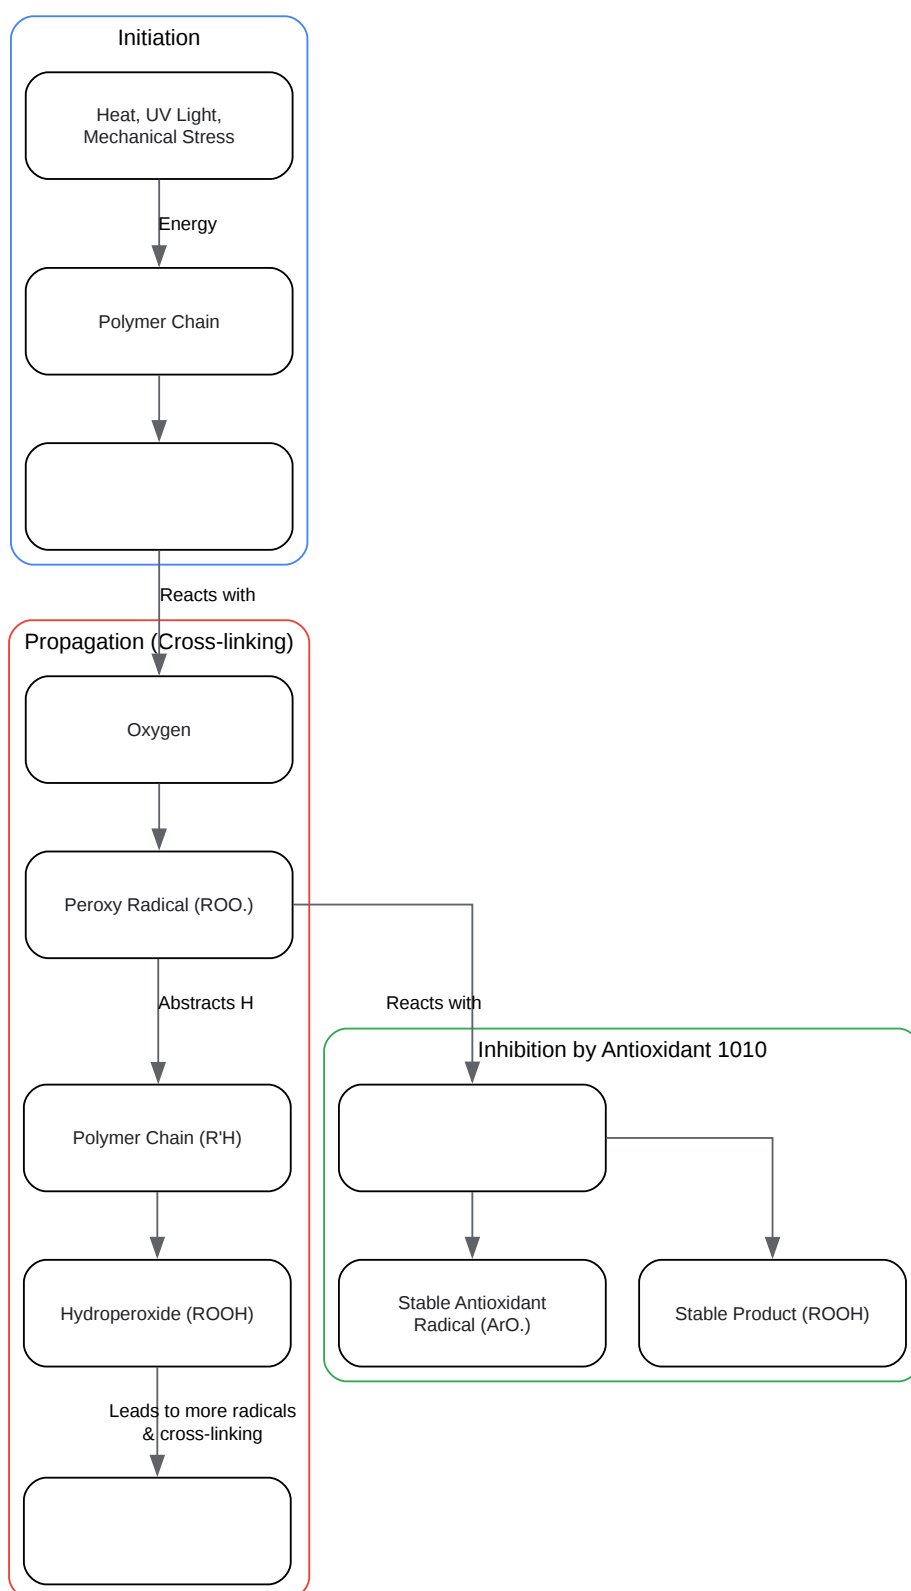 Initiation
Heat, UV Light,
Mechanical Stress
Energy
Polymer Chain
Reacts with
Propagation (Cross-linking)
Oxygen
Peroxy Radical (ROO.)
Abstracts H
Reacts with
Inhibition by Antioxidant 1010
Polymer Chain (R'H)
Hydroperoxide (ROOH)
Stable Antioxidant
Radical (ArO.)
Stable Product (ROOH)
Leads to more radicals
& cross-linking